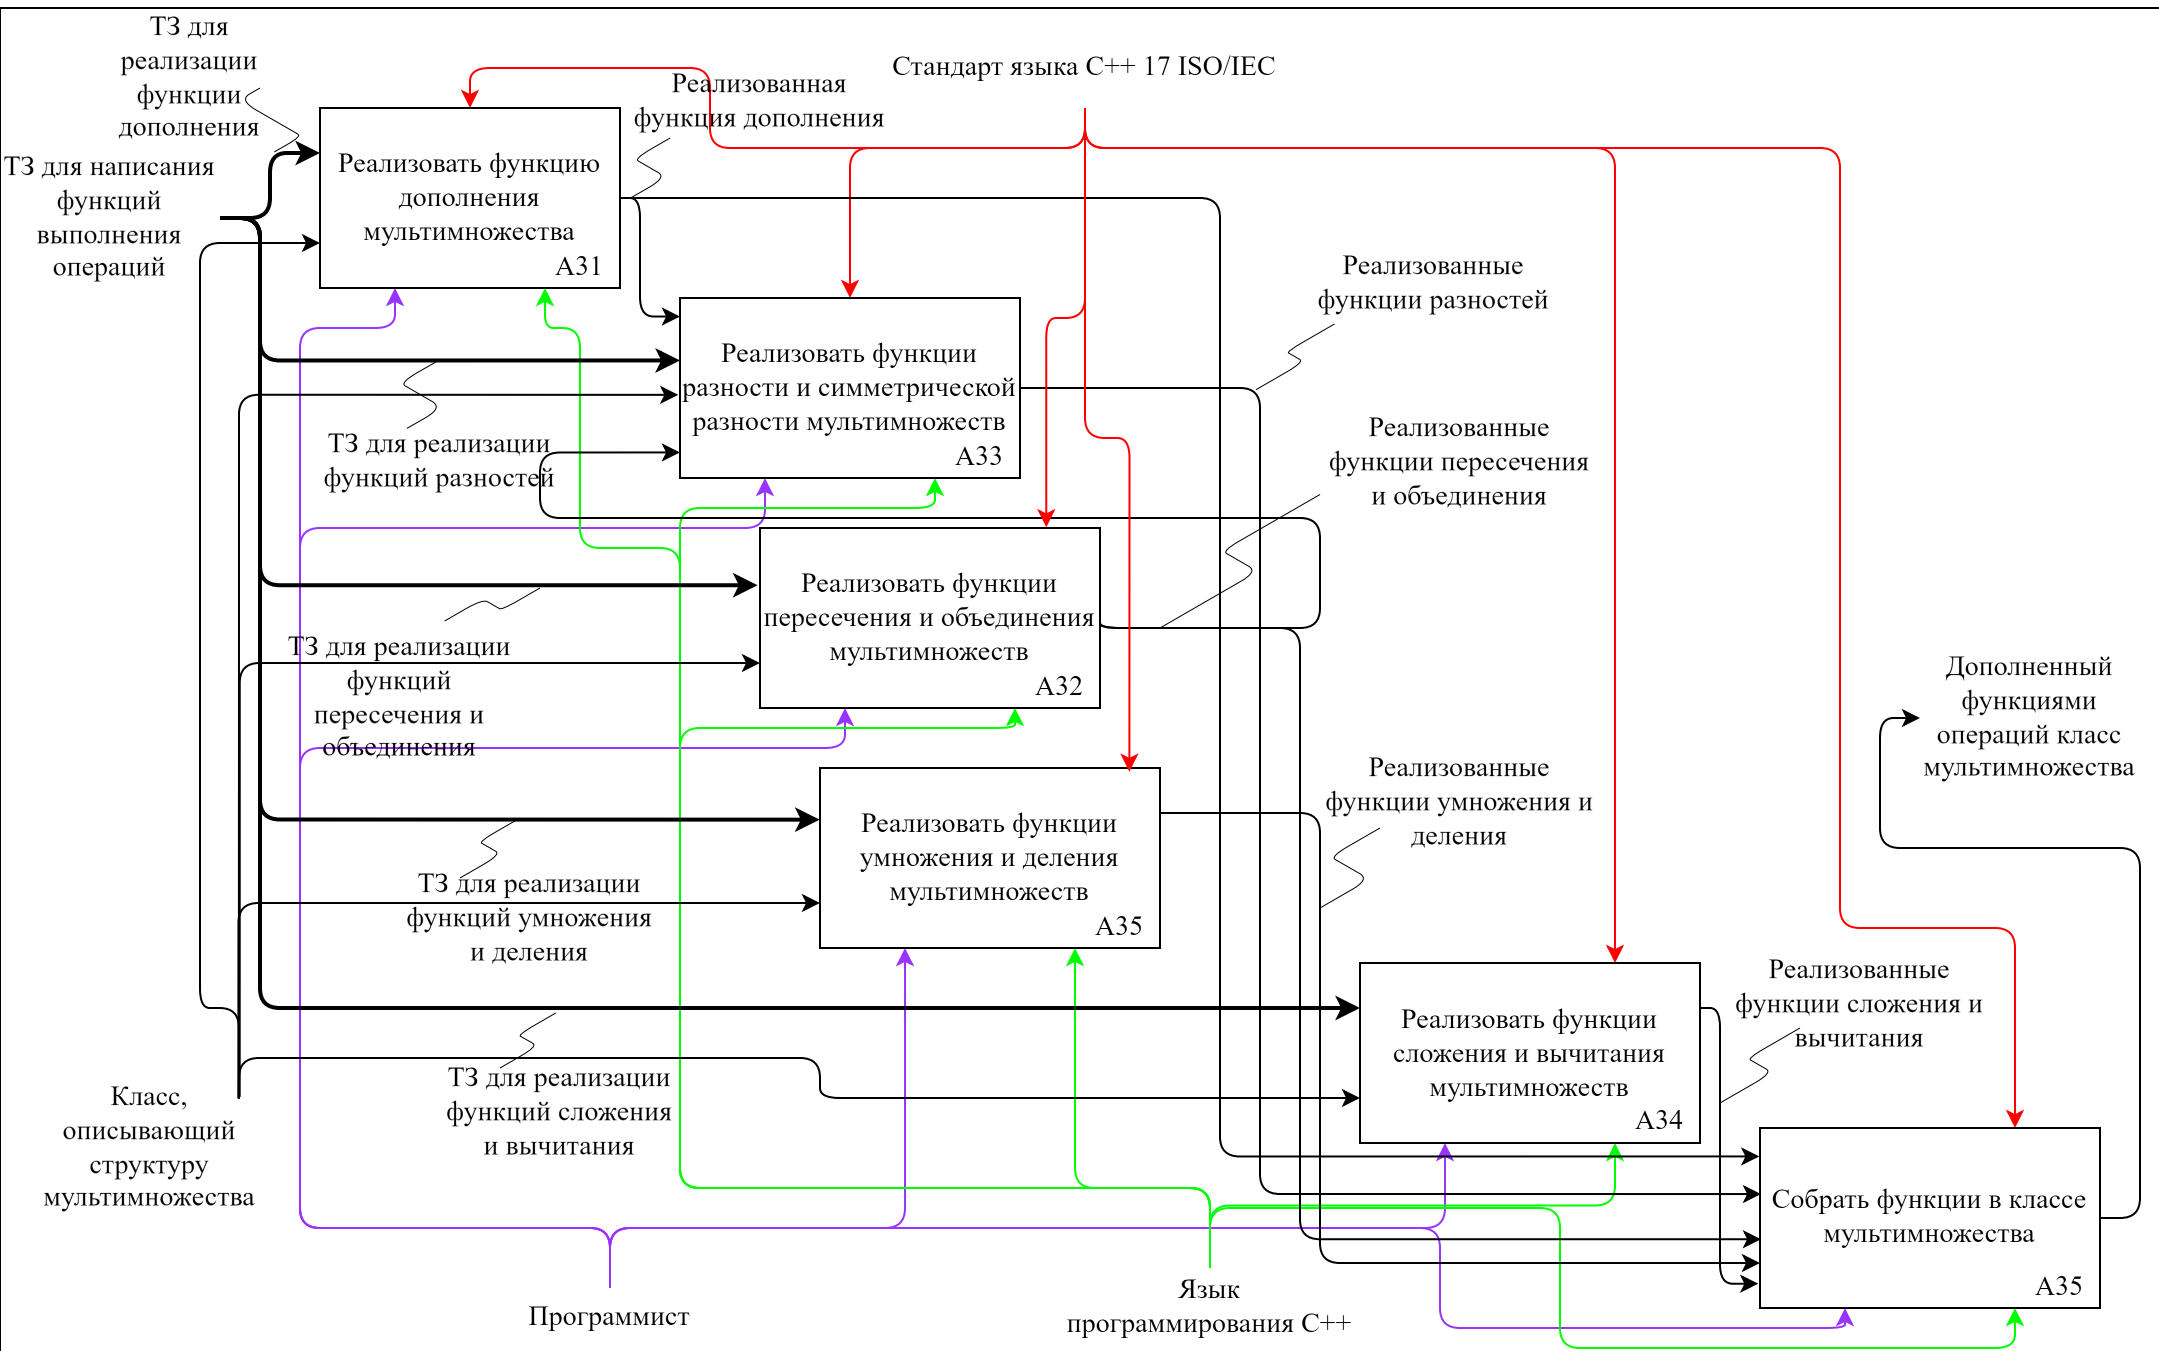 ТЗ для
реализации
функции
дополнения
ТЗ для написания
функций
выполнения
операций
Стандарт языка C++ 17 ISO/IEC
Реализованная
функция дополнения
Реализовать функцию
дополнения
мультимножества
А31
Реализованные
функции разностей
Реализовать функции
разности и симметрической
разности мультимножеств
А33
ТЗ для реализации
функций разностей
Реализованные
функции пересечения
и объединения
Реализовать функции
пересечения и объединения
мультимножеств
А32
ТЗ для реализации
функций
пересечения и
объединения
Дополненный
функциями
операций класс
мультимножества
Реализованные
функции умножения и
деления
Реализовать функции
умножения и деления
мультимножеств
А35
ТЗ для реализации
функций умножения
и деления
Реализованные
функции сложения и
вычитания
Реализовать функции
сложения и вычитания
мультимножеств
А34
ТЗ для реализации
функций сложения
и вычитания
Класс,
описывающий
структуру
мультимножества
Собрать функции в классе
мультимножества
А35
Программист
Язык
программирования C++